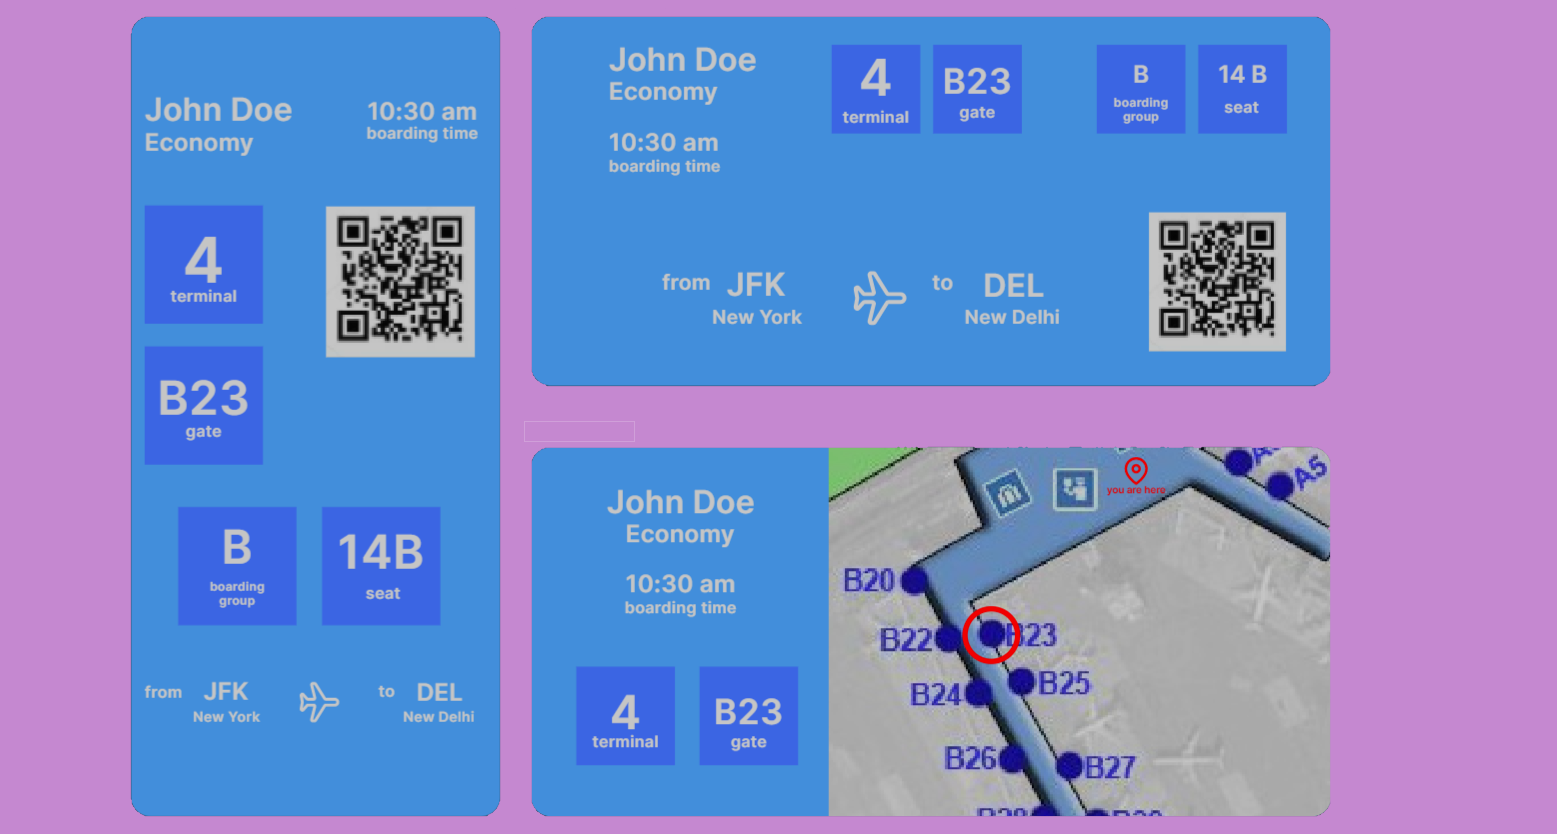 John Doe
Economy
10:30 am
boarding time
4
terminal
B23
gate
B
boarding
group
14B
seat
from JFK
New York
to DEL
New Delhi
John Doe
Economy
10:30 am
boarding time
4
terminal
B23
gate
B
boarding
group
14 B
seat
from JFK
New York
to DEL
New Delhi
John Doe
Economy
10:30 am
boarding time
4
terminal
B23
gate
you are here
A5
B20
B22
B23
B24
B25
B26
B27